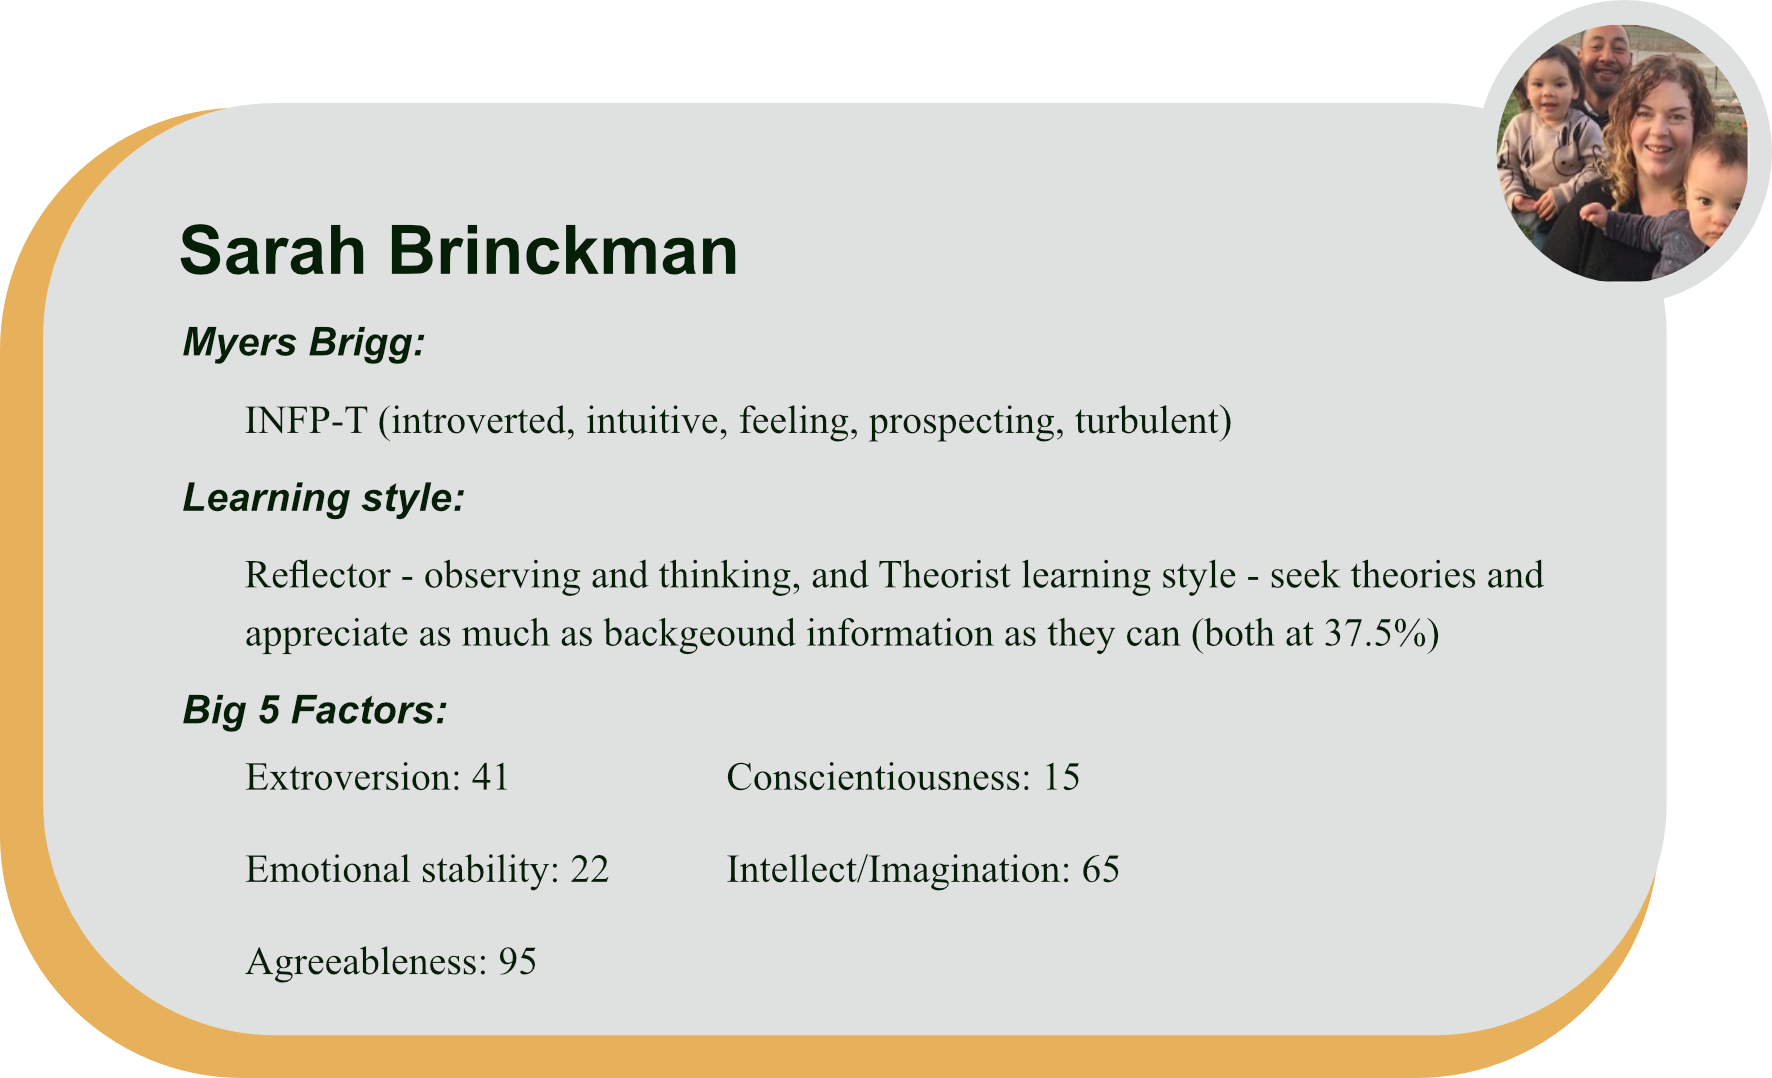 Sarah Brinckman
Myers Brigg:
INFP-T (introverted, intuitive, feeling, prospecting, turbulent)
Learning style:
Reflector - observing and thinking, and Theorist learning style - seek theories and
appreciate as much as backgeound information as they can (both at 37.5%)
Big 5 Factors:
Extroversion: 41
Conscientiousness: 15
Emotional stability: 22
Intellect/Imagination: 65
Agreeableness: 95